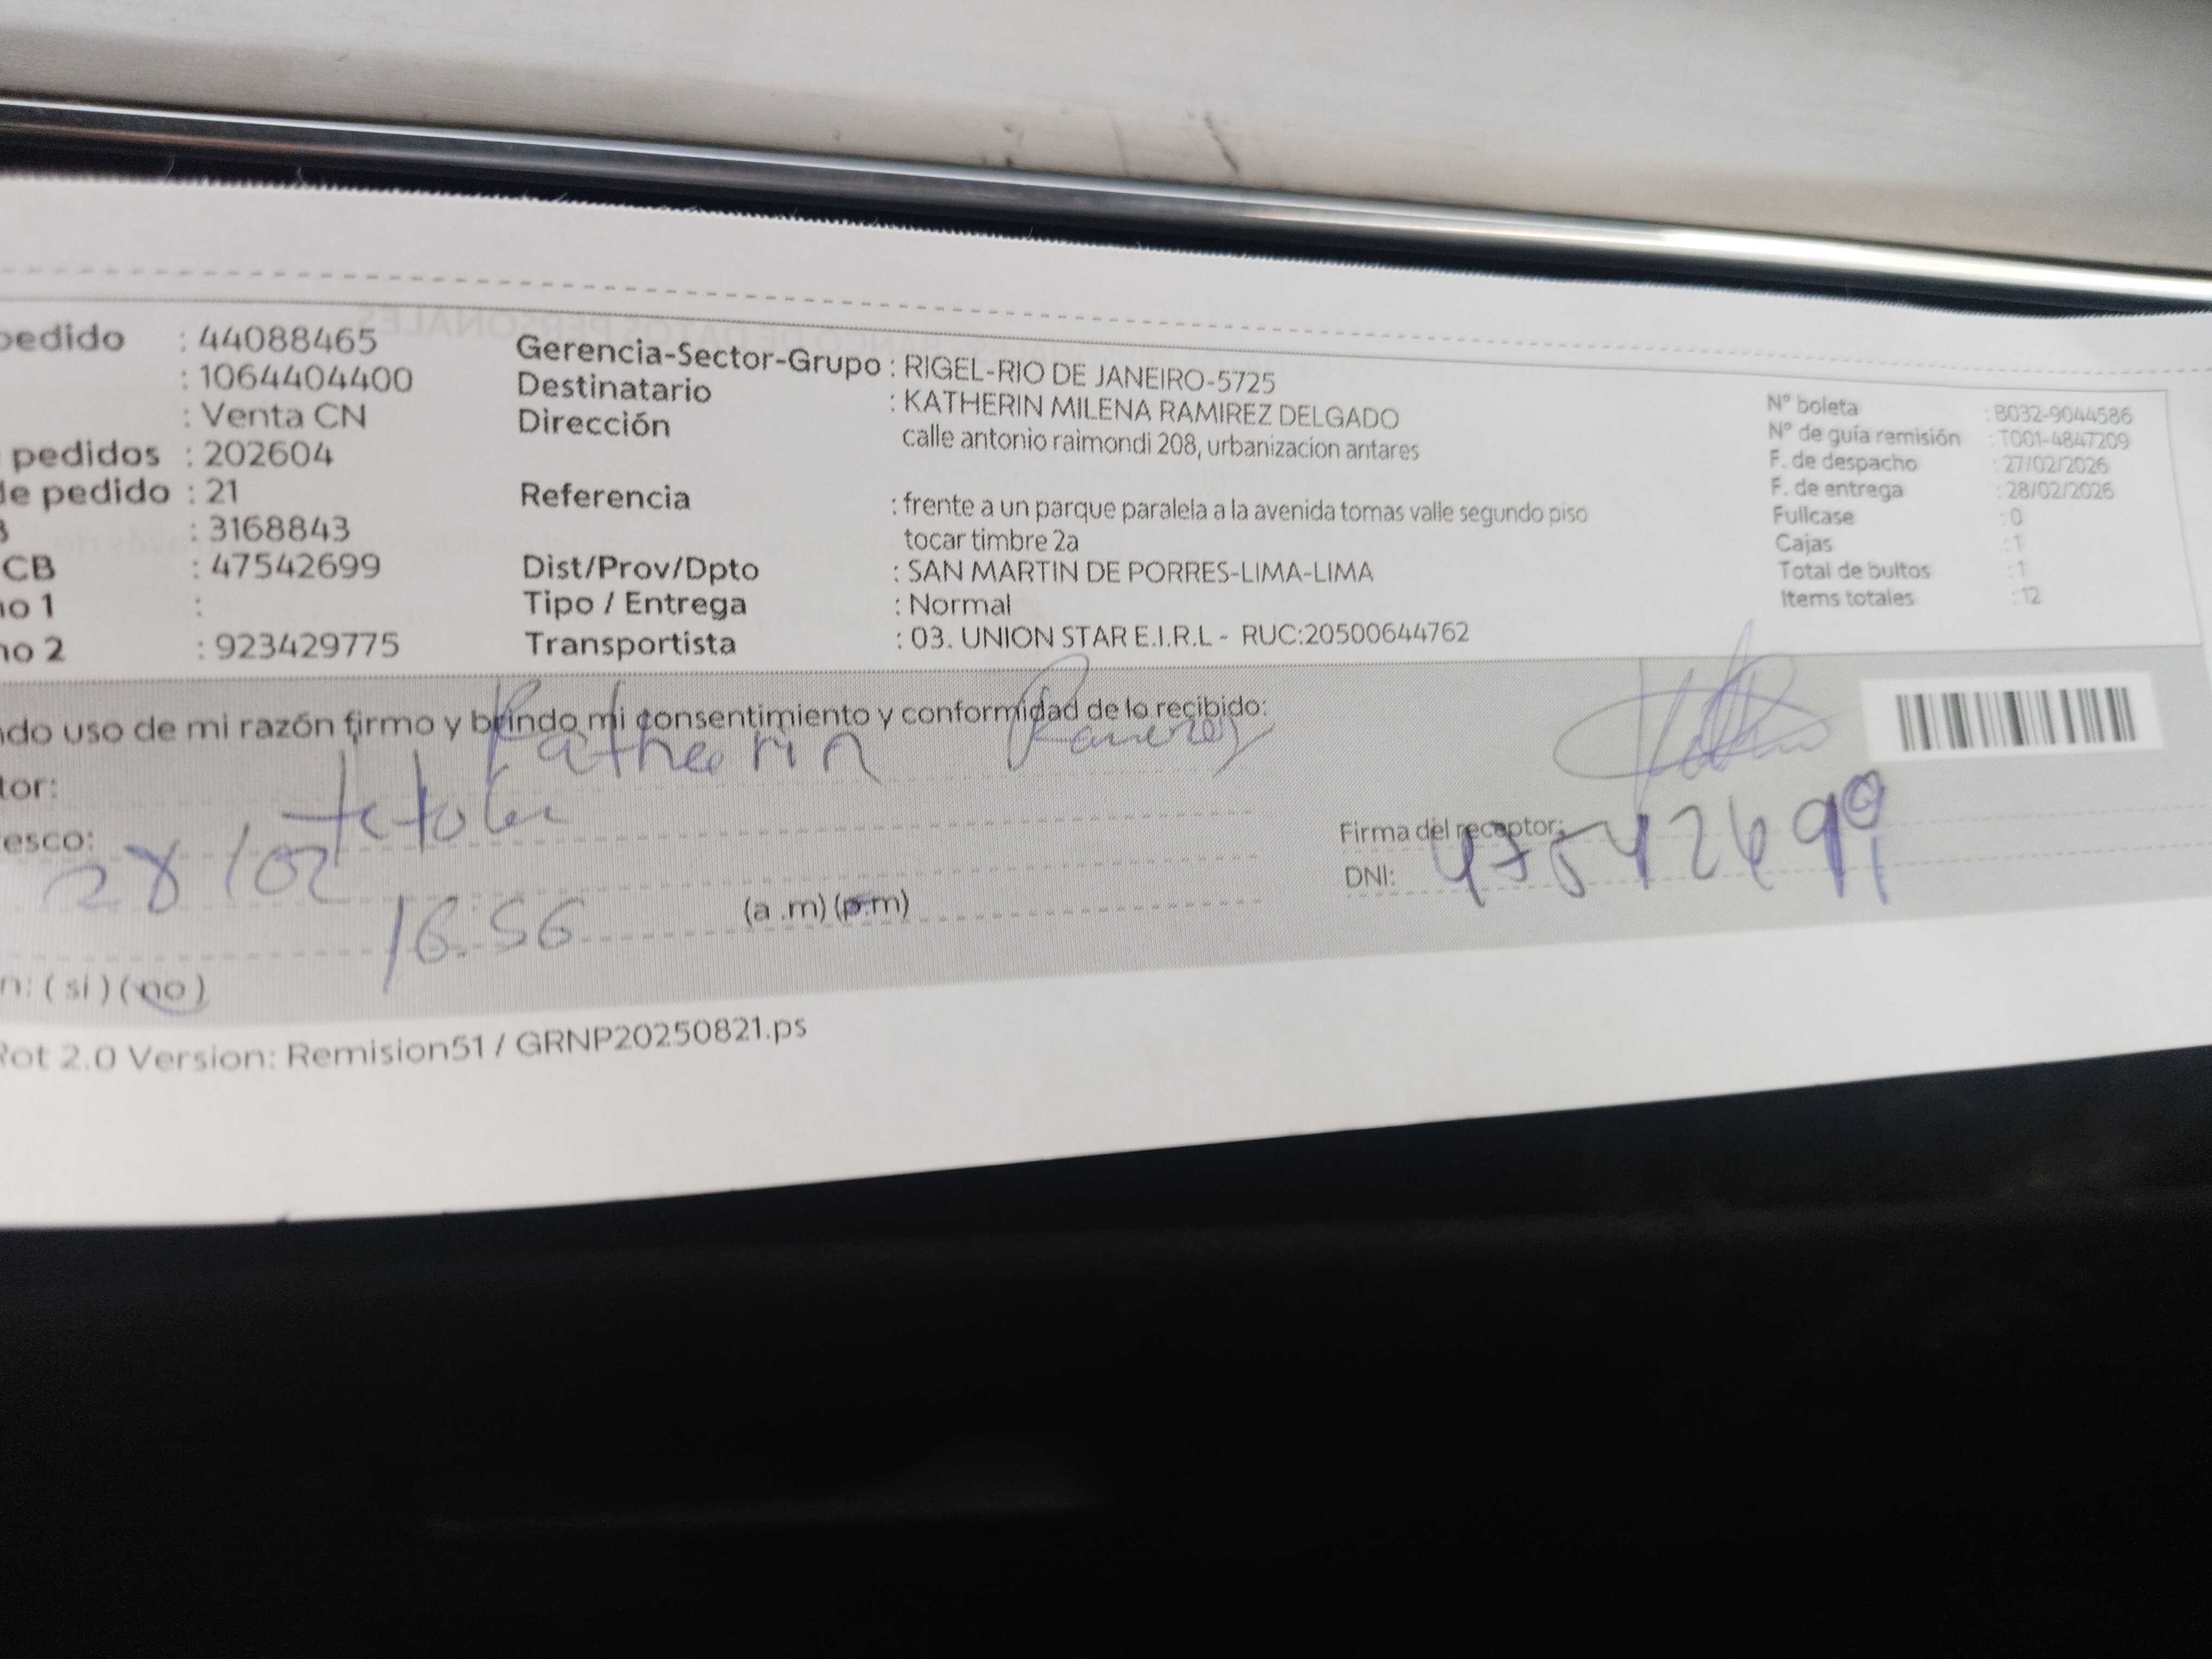 pedido : 44088465
: 1064404400
: Venta CN
pedidos : 202604
de pedido : 21
: 3168843
CB : 47542699
no 1 :
no 2 : 923429775
Gerencia-Sector-Grupo : RIGEL-RIO DE JANEIRO-5725
Destinatario : KATHERIN MILENA RAMIREZ DELGADO
Dirección calle antonio raimondi 208, urbanizacion antares
Referencia : frente a un parque paralela a la avenida tomas valle segundo piso
tocar timbre 2a
Dist/Prov/Dpto : SAN MARTIN DE PORRES-LIMA-LIMA
Tipo / Entrega : Normal
Transportista : 03. UNION STAR E.I.R.L - RUC:20500644762
N° boleta : B032-9044586
N° de guía remisión : T001-4847209
F. de despacho : 27/02/2026
F. de entrega : 28/02/2026
Fullcase : 0
Cajas : 1
Total de bultos : 1
Items totales : 12
ndo uso de mi razón firmo y brindo mi consentimiento y conformidad de lo recibido:
tor: Katheerin Ramirez
esco: titular
28/02
16:56 (a .m) (p.m)
Firma del receptor:
DNI: 47542699
n: ( si ) ( no )
Rot 2.0 Version: Remision51 / GRNP20250821.ps